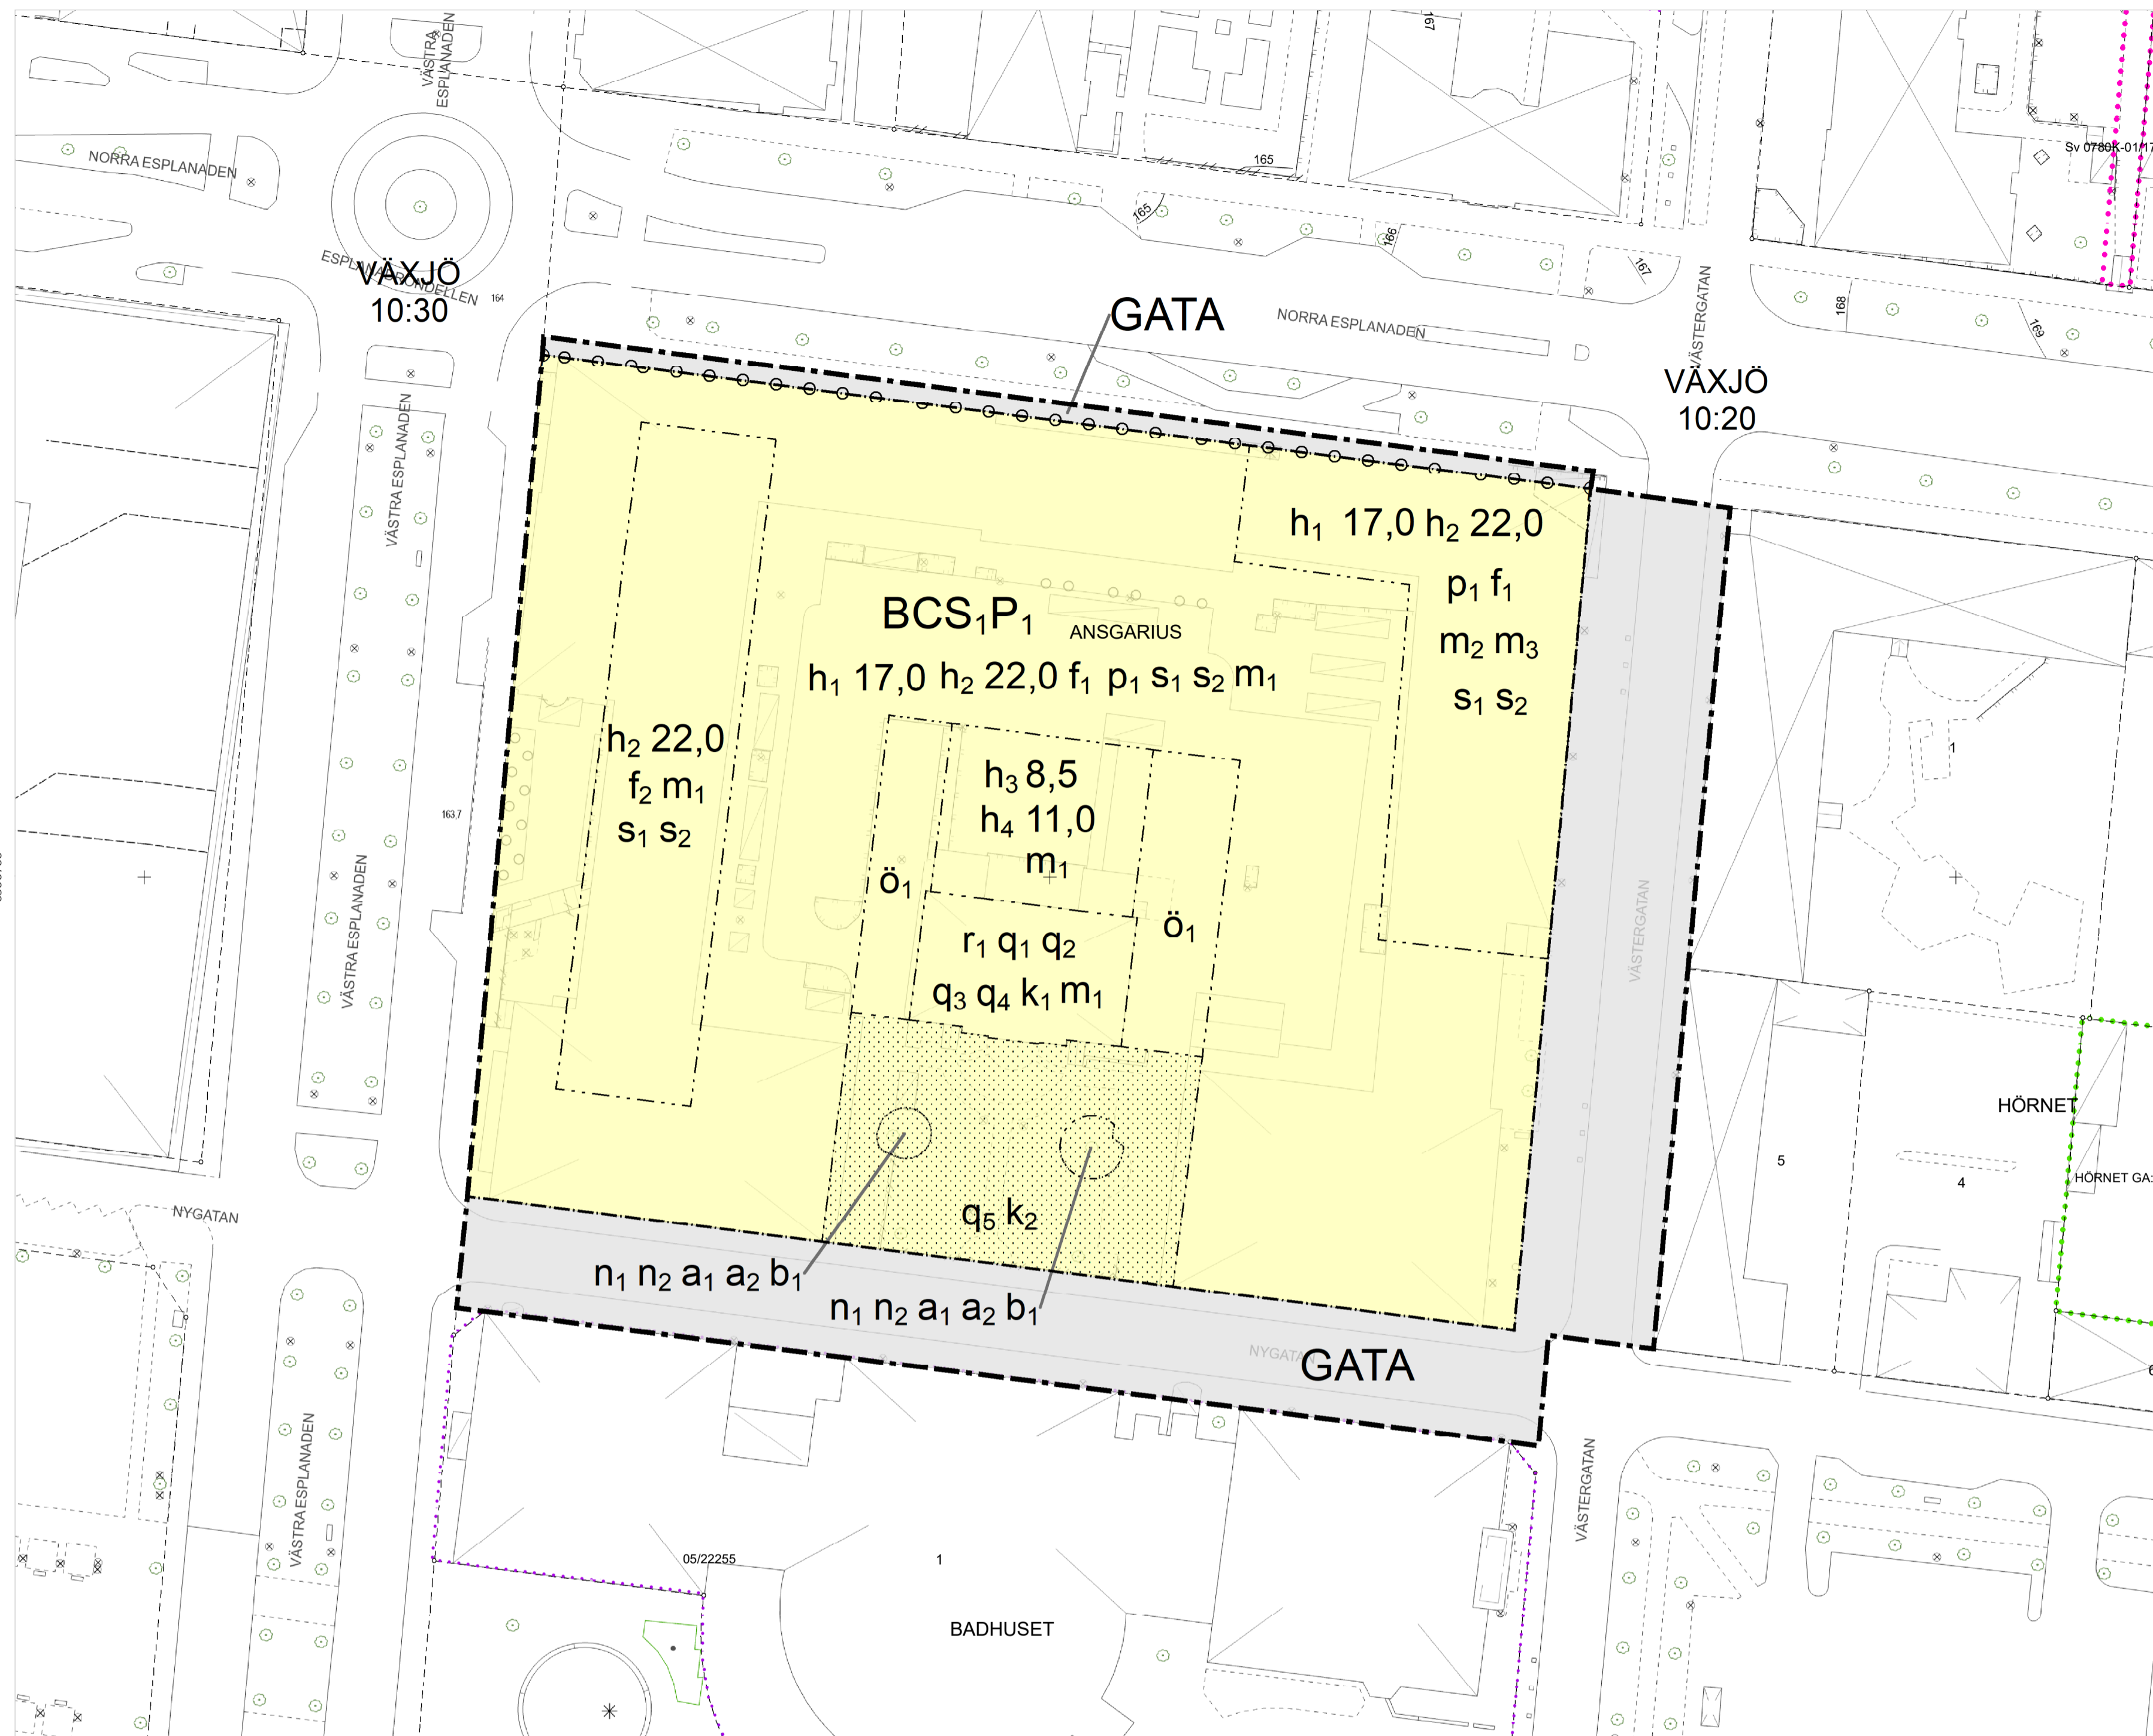 VÄSTRA
ESPLANADEN
167
NORRA ESPLANADEN
165
165
166
167
168
169
ESPLANADRONDELLEN
164
VÄXJÖ
10:30
GATA
NORRA ESPLANADEN
VÄSTERGATAN
VÄXJÖ
10:20
VÄSTRA ESPLANADEN
h₁ 17,0 h₂ 22,0
p₁ f₁
m₂ m₃
s₁ s₂
BCS₁P₁
ANSGARIUS
h₁ 17,0 h₂ 22,0 f₁ p₁ s₁ s₂ m₁
h₂ 22,0
f₂ m₁
s₁ s₂
h₃ 8,5
h₄ 11,0
m₁
ö₁
ö₁
r₁ q₁ q₂
q₃ q₄ k₁ m₁
163,7
1
VÄSTRA ESPLANADEN
VÄSTERGATAN
HÖRNET
5
4
HÖRNET GA:
NYGATAN
q₅ k₂
n₁ n₂ a₁ a₂ b₁
n₁ n₂ a₁ a₂ b₁
NYGATAN
GATA
VÄSTRA ESPLANADEN
VÄSTERGATAN
05/22255
1
BADHUSET